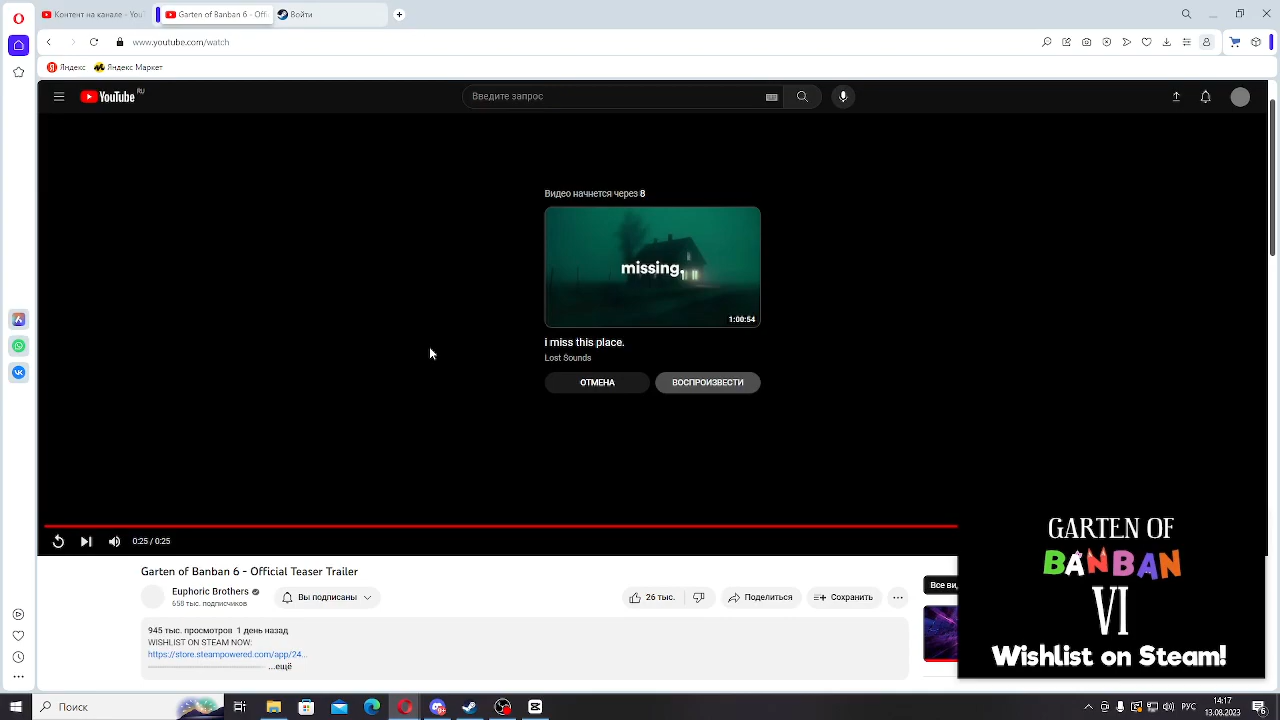 Контент на канале - You
Garten of Banban 6 - Offic
Войти
www.youtube.com/watch
Яндекс
Яндекс Маркет
YouTube RU
Введите запрос
Видео начнется через 8
missing.
1:00:54
i miss this place.
Lost Sounds
ОТМЕНА
ВОСПРОИЗВЕСТИ
0:25 / 0:25
GARTEN OF
BANBAN
VI
Wishlist on Steam!
Garten of Banban 6 - Official Teaser Trailer
Euphoric Brothers
658 тыс. подписчиков
Вы подписаны
26 тыс.
Поделиться
Сохранить
Все ви
945 тыс. просмотров 1 день назад
WISHLIST ON STEAM NOW:
https://store.steampowered.com/app/24...
...ещё
Поиск
РУС
14:17
13.08.2023